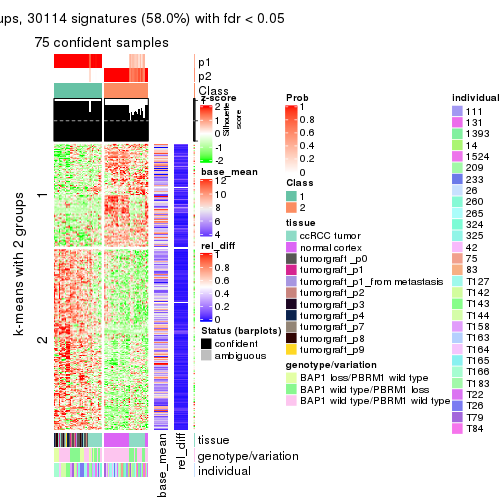 ups, 30114 signatures (58.0%) with fdr < 0.05
75 confident samples
p1
p2
Class
z-score
2
1
0
-1
-2
Silhouette
score
k-means with 2 groups
1
2
base_mean
12
10
8
6
4
rel_diff
1
0.8
0.6
0.4
0.2
0
Status (barplots)
confident
ambiguous
tissue
genotype/variation
individual
base_mean
rel_diff
Prob
1
0.8
0.6
0.4
0.2
0
Class
1
2
tissue
ccRCC tumor
normal cortex
tumorgraft _p0
tumorgraft_p1
tumorgraft_p1_from metastasis
tumorgraft_p2
tumorgraft_p3
tumorgraft_p4
tumorgraft_p7
tumorgraft_p8
tumorgraft_p9
genotype/variation
BAP1 loss/PBRM1 wild type
BAP1 wild type/PBRM1 loss
BAP1 wild type/PBRM1 wild type
individual
111
131
1393
14
1524
209
233
26
260
265
324
325
42
75
83
T127
T142
T143
T144
T158
T163
T164
T165
T166
T183
T22
T26
T79
T84